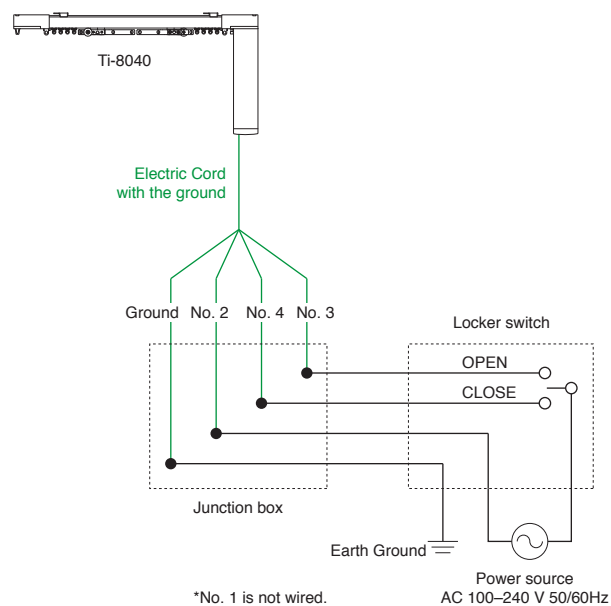 Ti-8040
Electric Cord
with the ground
Ground No. 2 No. 4 No. 3
Locker switch
OPEN
CLOSE
Junction box
Earth Ground
Power source
AC 100–240 V 50/60Hz
*No. 1 is not wired.